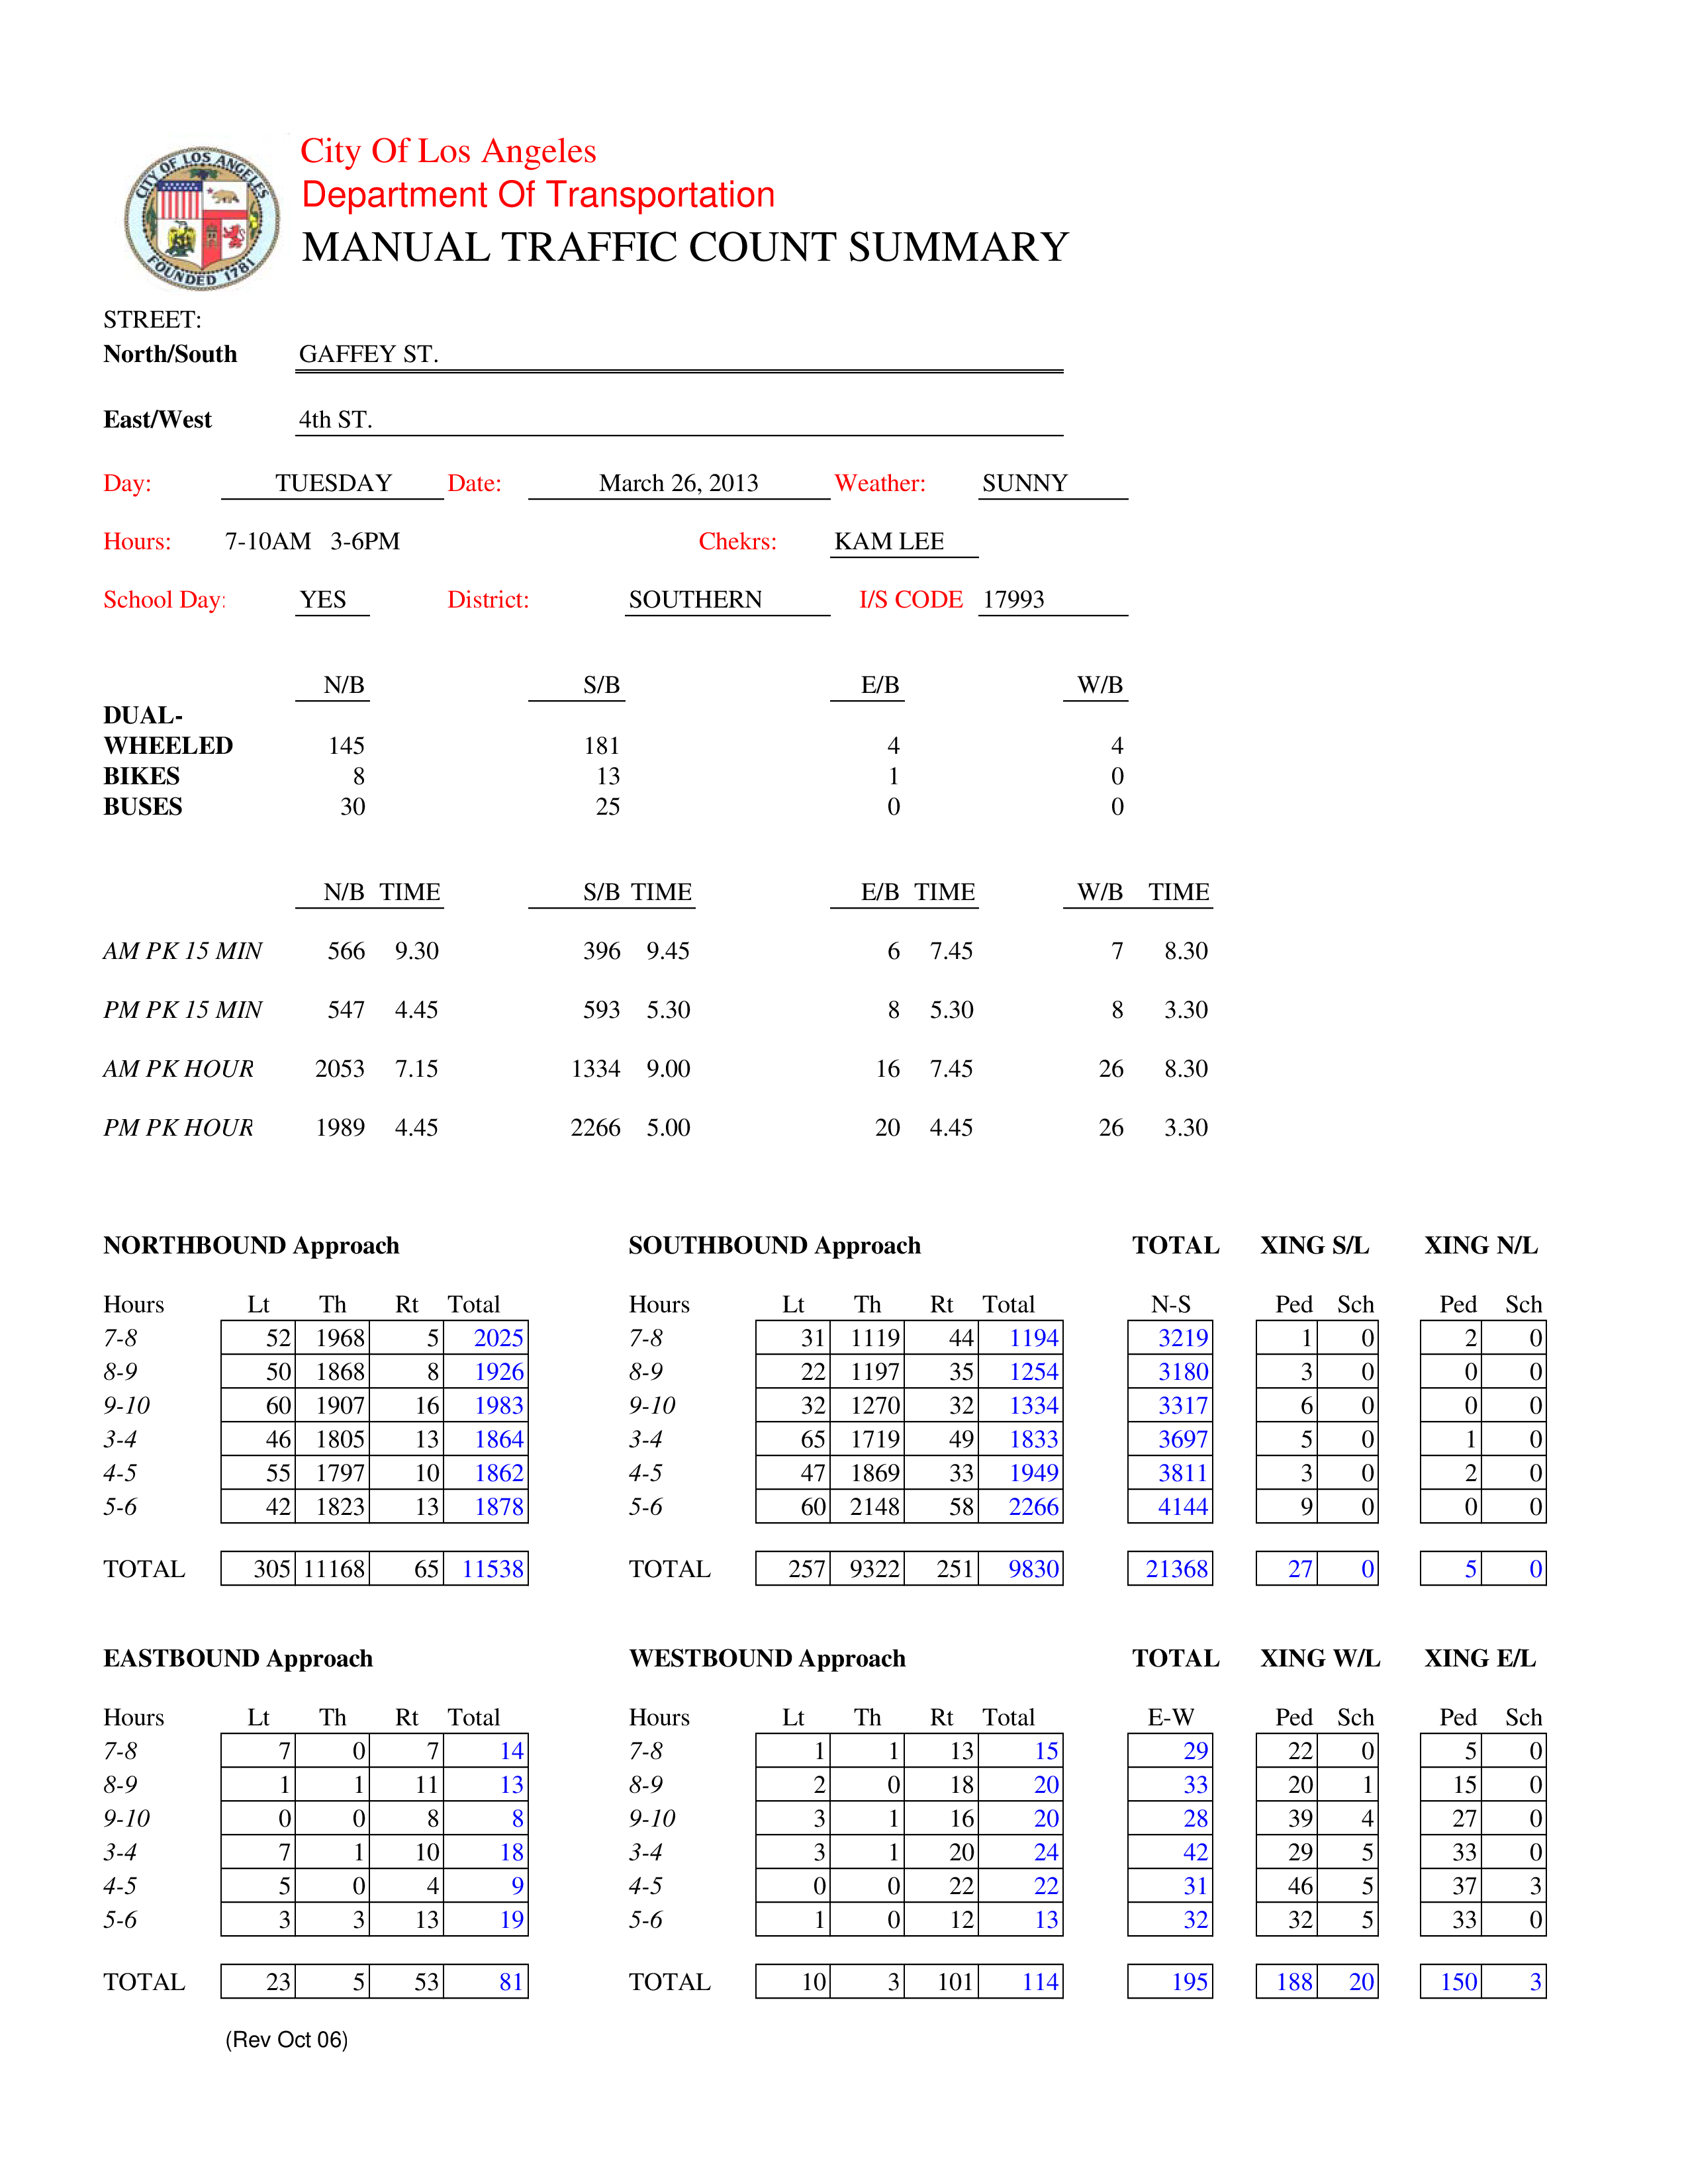 CITY OF LOS ANGELES
FOUNDED 1781
City Of Los Angeles
Department Of Transportation
MANUAL TRAFFIC COUNT SUMMARY
STREET:
North/South GAFFEY ST.
East/West 4th ST.
Day: TUESDAY Date: March 26, 2013 Weather: SUNNY
Hours: 7-10AM 3-6PM Chekrs: KAM LEE
School Day: YES District: SOUTHERN I/S CODE 17993
N/B S/B E/B W/B
DUAL-
WHEELED 145 181 4 4
BIKES 8 13 1 0
BUSES 30 25 0 0
N/B TIME S/B TIME E/B TIME W/B TIME
AM PK 15 MIN 566 9.30 396 9.45 6 7.45 7 8.30
PM PK 15 MIN 547 4.45 593 5.30 8 5.30 8 3.30
AM PK HOUR 2053 7.15 1334 9.00 16 7.45 26 8.30
PM PK HOUR 1989 4.45 2266 5.00 20 4.45 26 3.30
NORTHBOUND Approach SOUTHBOUND Approach TOTAL XING S/L XING N/L
Hours Lt Th Rt Total Hours Lt Th Rt Total N-S Ped Sch Ped Sch
7-8 52 1968 5 2025 7-8 31 1119 44 1194 3219 1 0 2 0
8-9 50 1868 8 1926 8-9 22 1197 35 1254 3180 3 0 0 0
9-10 60 1907 16 1983 9-10 32 1270 32 1334 3317 6 0 0 0
3-4 46 1805 13 1864 3-4 65 1719 49 1833 3697 5 0 1 0
4-5 55 1797 10 1862 4-5 47 1869 33 1949 3811 3 0 2 0
5-6 42 1823 13 1878 5-6 60 2148 58 2266 4144 9 0 0 0
TOTAL 305 11168 65 11538 TOTAL 257 9322 251 9830 21368 27 0 5 0
EASTBOUND Approach WESTBOUND Approach TOTAL XING W/L XING E/L
Hours Lt Th Rt Total Hours Lt Th Rt Total E-W Ped Sch Ped Sch
7-8 7 0 7 14 7-8 1 1 13 15 29 22 0 5 0
8-9 1 1 11 13 8-9 2 0 18 20 33 20 1 15 0
9-10 0 0 8 8 9-10 3 1 16 20 28 39 4 27 0
3-4 7 1 10 18 3-4 3 1 20 24 42 29 5 33 0
4-5 5 0 4 9 4-5 0 0 22 22 31 46 5 37 3
5-6 3 3 13 19 5-6 1 0 12 13 32 32 5 33 0
TOTAL 23 5 53 81 TOTAL 10 3 101 114 195 188 20 150 3
(Rev Oct 06)